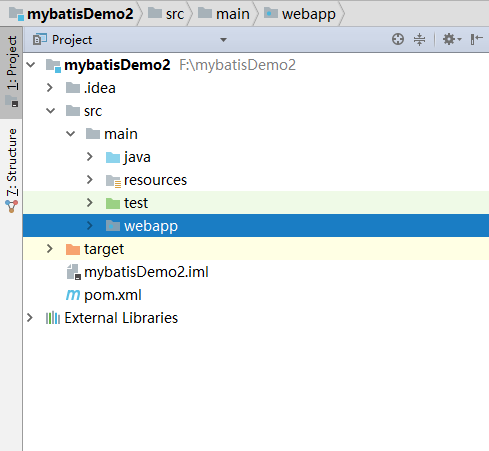 mybatisDemo2 src main webapp
1: Project
7: Structure
Project
mybatisDemo2 F:\mybatisDemo2
.idea
src
main
java
resources
test
webapp
target
mybatisDemo2.iml
pom.xml
External Libraries